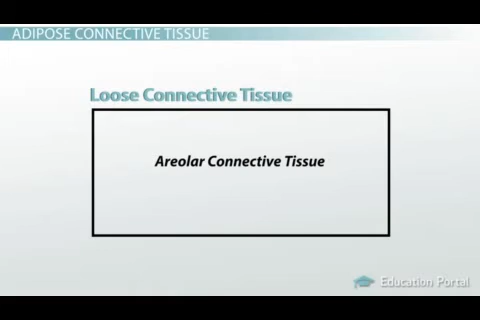 ADIPOSE CONNECTIVE TISSUE
Loose Connective Tissue
Areolar Connective Tissue
Education Portal